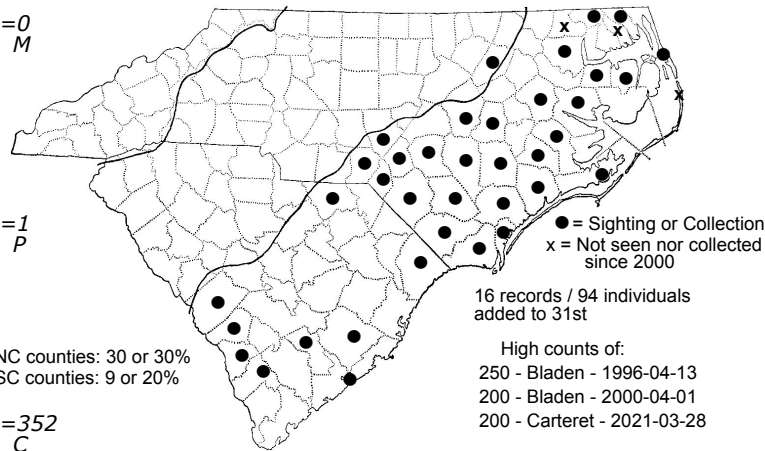 =0
M
● = Sighting or Collection
x = Not seen nor collected
since 2000
=1
P
16 records / 94 individuals
added to 31st
NC counties: 30 or 30%
SC counties: 9 or 20%
High counts of:
250 - Bladen - 1996-04-13
200 - Bladen - 2000-04-01
200 - Carteret - 2021-03-28
=352
C
x
x
x